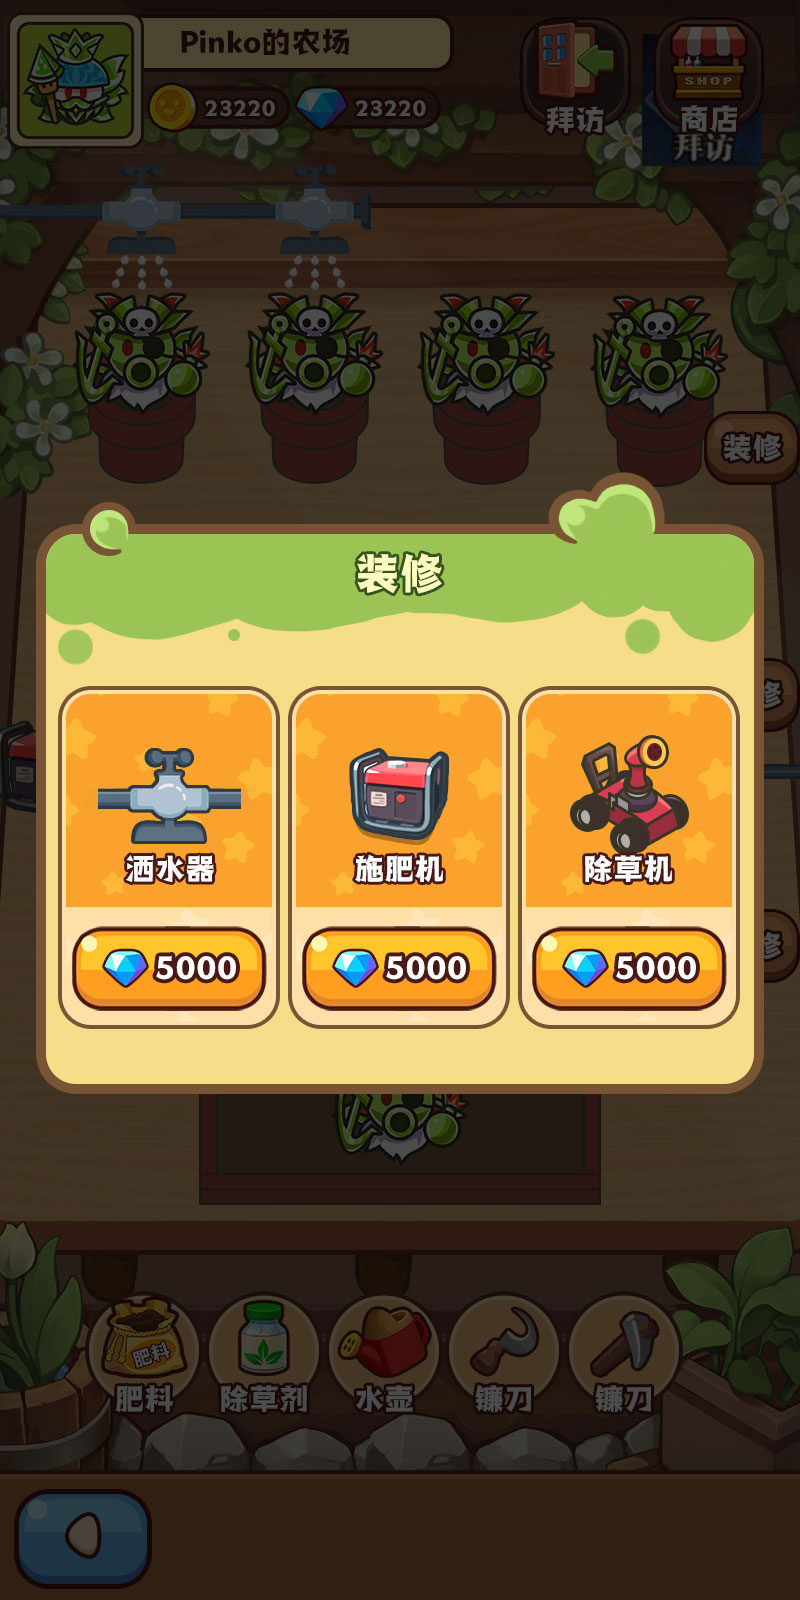 Pinko的农场
23220
23220
拜访
SHOP
商店
拜访
装修
装修
修
洒水器
施肥机
除草机
5000
5000
5000
修
肥料
肥料
除草剂
水壶
镰刀
镰刀